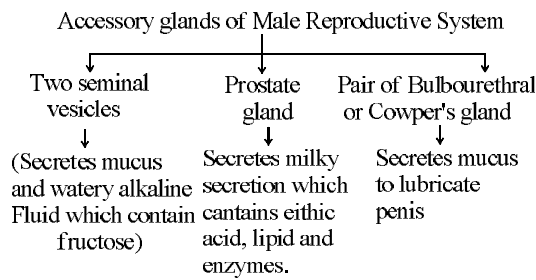 Accessory glands of Male Reproductive System
Two seminal
vesicles
(Secretes mucus
and watery alkaline
Fluid which contain
fructose)
Prostate
gland
Secretes milky
secretion which
cantains eithic
acid, lipid and
enzymes.
Pair of Bulbourethral
or Cowper's gland
Secretes mucus
to lubricate
penis